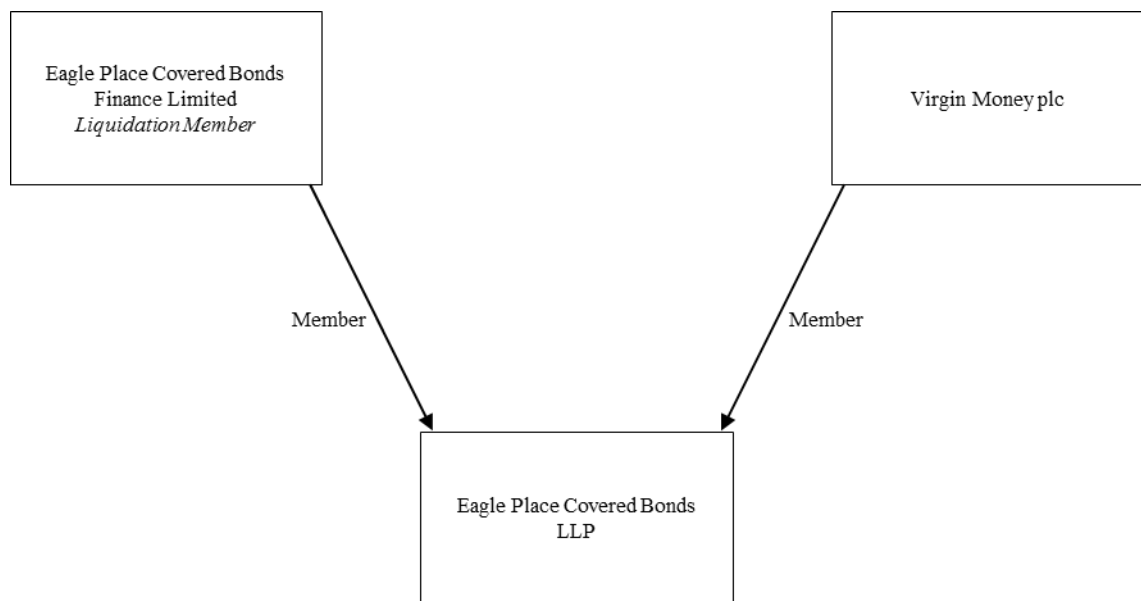 Eagle Place Covered Bonds
Finance Limited
Liquidation Member
Virgin Money plc
Member
Member
Eagle Place Covered Bonds
LLP